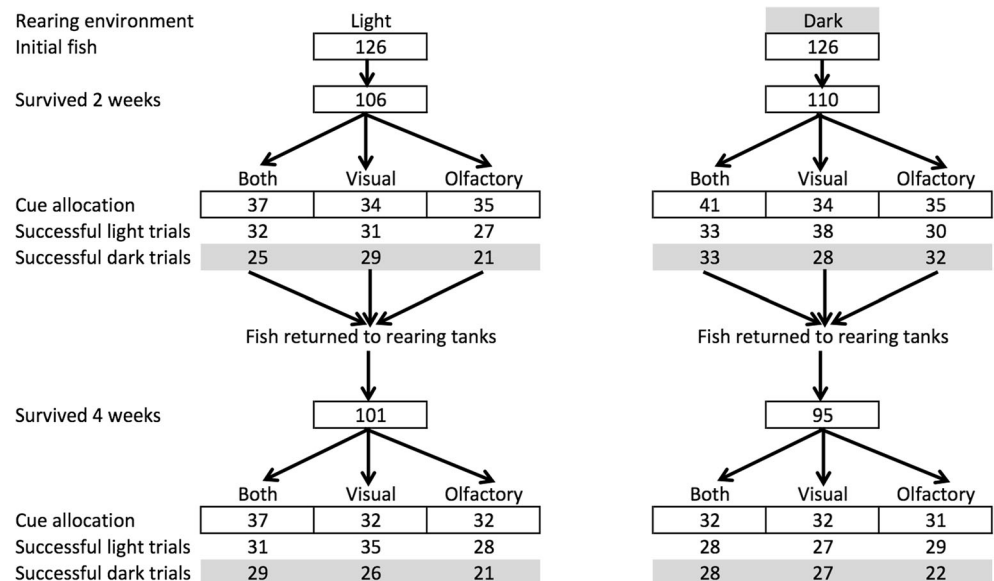 Rearing environment Light Dark
Initial fish 126 126
Survived 2 weeks 106 110
Both Visual Olfactory Both Visual Olfactory
Cue allocation 37 34 35 41 34 35
Successful light trials 32 31 27 33 38 30
Successful dark trials 25 29 21 33 28 32
Fish returned to rearing tanks Fish returned to rearing tanks
Survived 4 weeks 101 95
Both Visual Olfactory Both Visual Olfactory
Cue allocation 37 32 32 32 32 31
Successful light trials 31 35 28 28 27 29
Successful dark trials 29 26 21 28 27 22